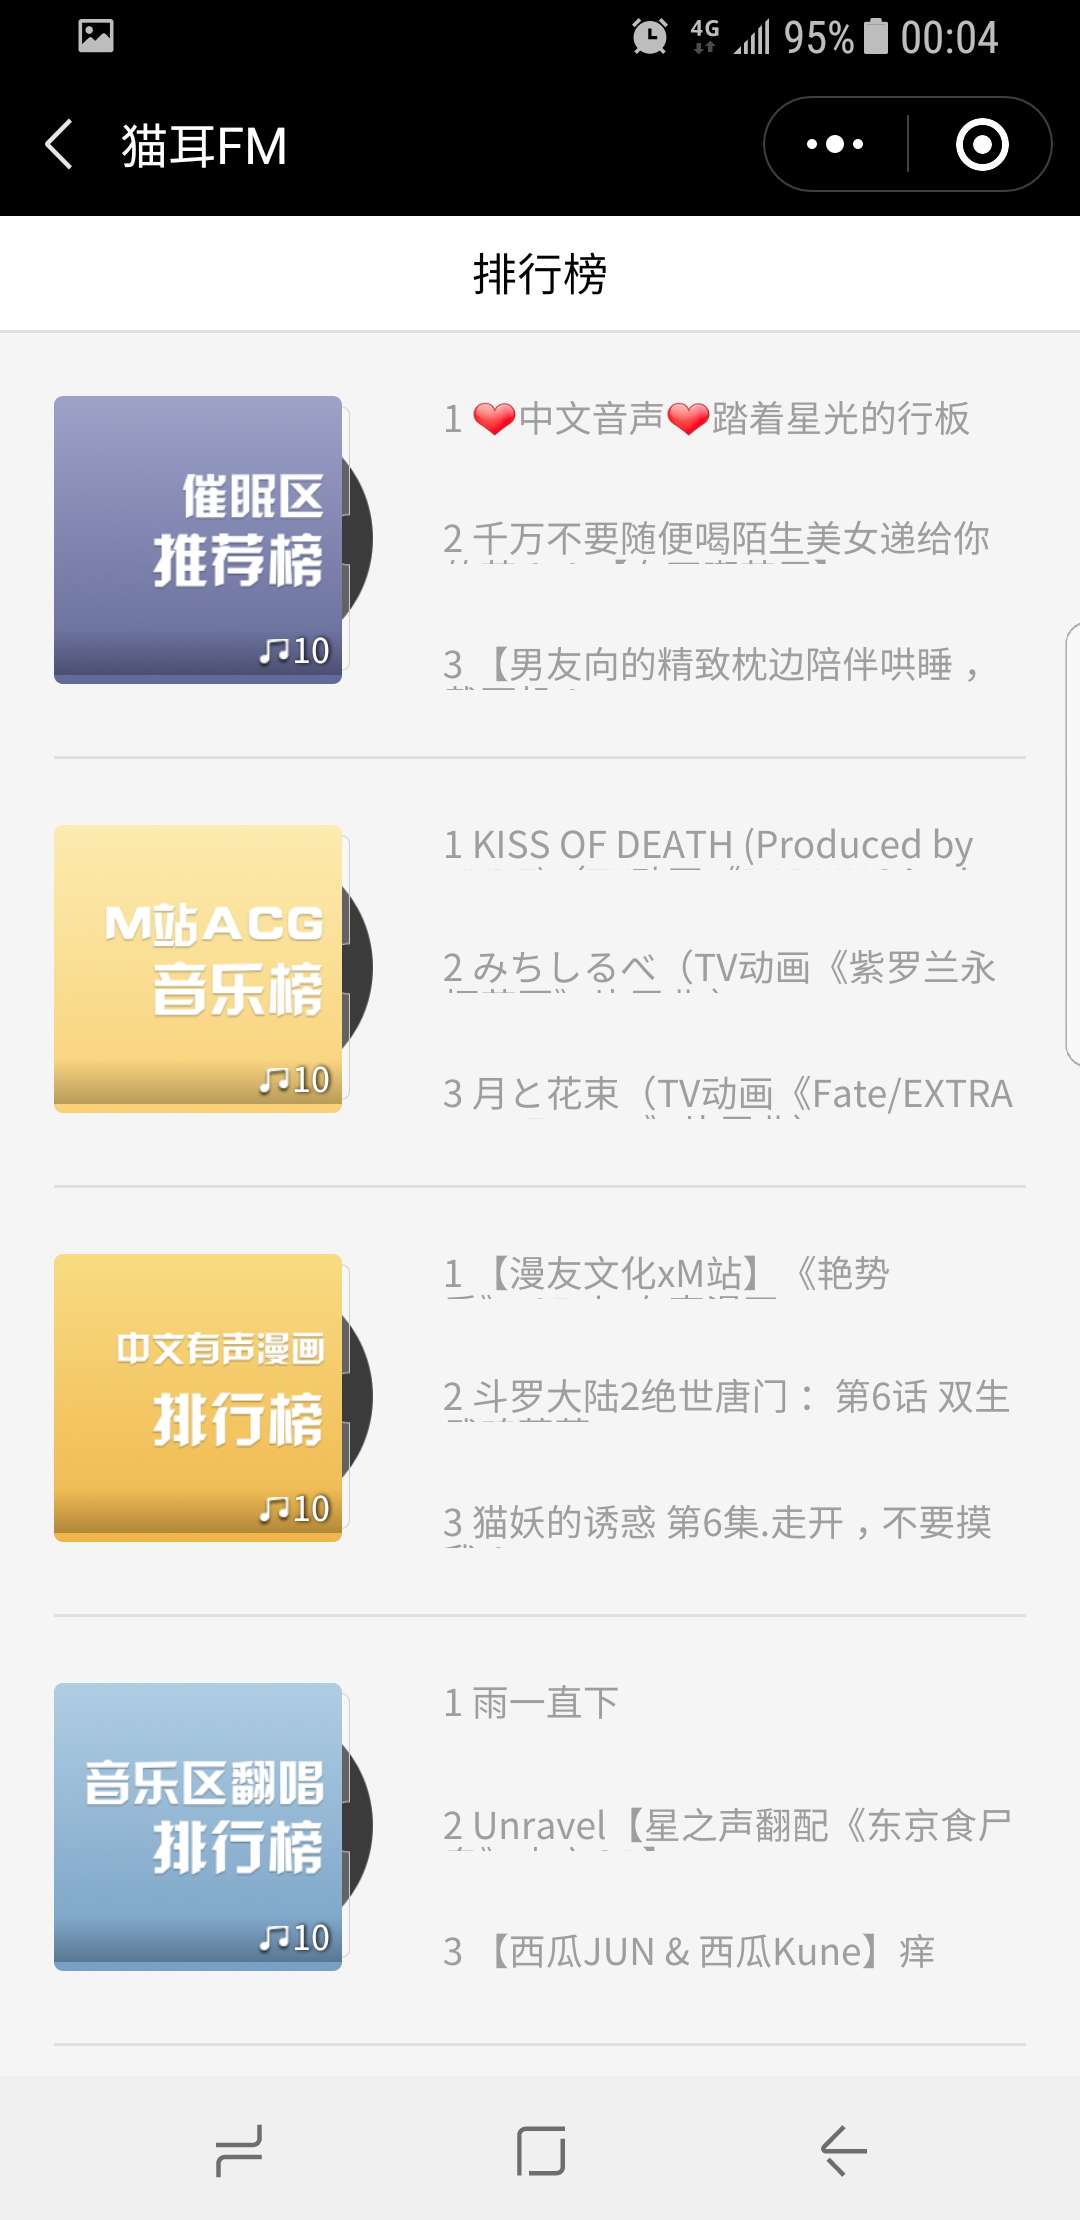 4G 95% 00:04
猫耳FM
排行榜
催眠区
推荐榜
10
1 ❤中文音声❤踏着星光的行板
2 千万不要随便喝陌生美女递给你
3 【男友向的精致枕边陪伴哄睡，
M站ACG
音乐榜
10
1 KISS OF DEATH (Produced by
2 みちしるべ（TV动画《紫罗兰永
3 月と花束（TV动画《Fate/EXTRA
中文有声漫画
排行榜
10
1 【漫友文化xM站】《艳势
2 斗罗大陆2绝世唐门： 第6话 双生
3 猫妖的诱惑 第6集.走开，不要摸
音乐区翻唱
排行榜
10
1 雨一直下
2 Unravel【星之声翻配《东京食尸
3 【西瓜JUN & 西瓜Kune】痒